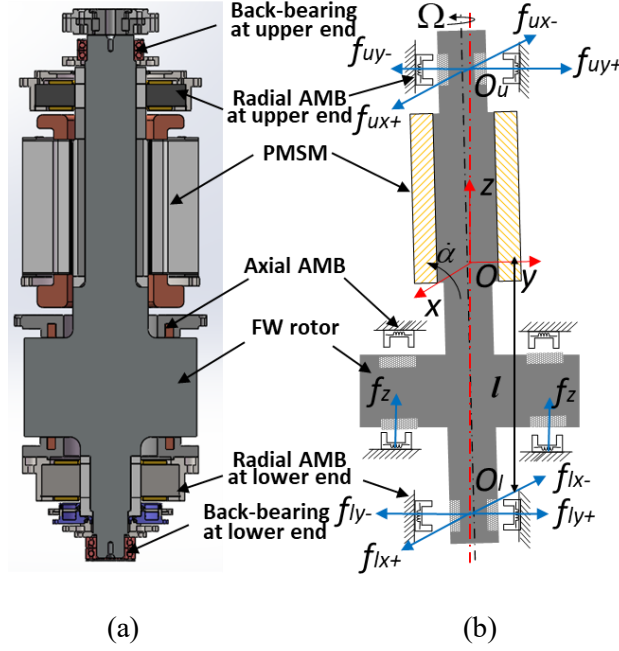 Back-bearing
at upper end
Radial AMB
at upper end
PMSM
Axial AMB
FW rotor
Radial AMB
at lower end
Back-bearing
at lower end
Ω
fux-
fuy-
fuy+
Ou
fux+
z
α̇
O
y
x
fz
l
fz
Ol
flx-
fly-
fly+
flx+
(a)
(b)